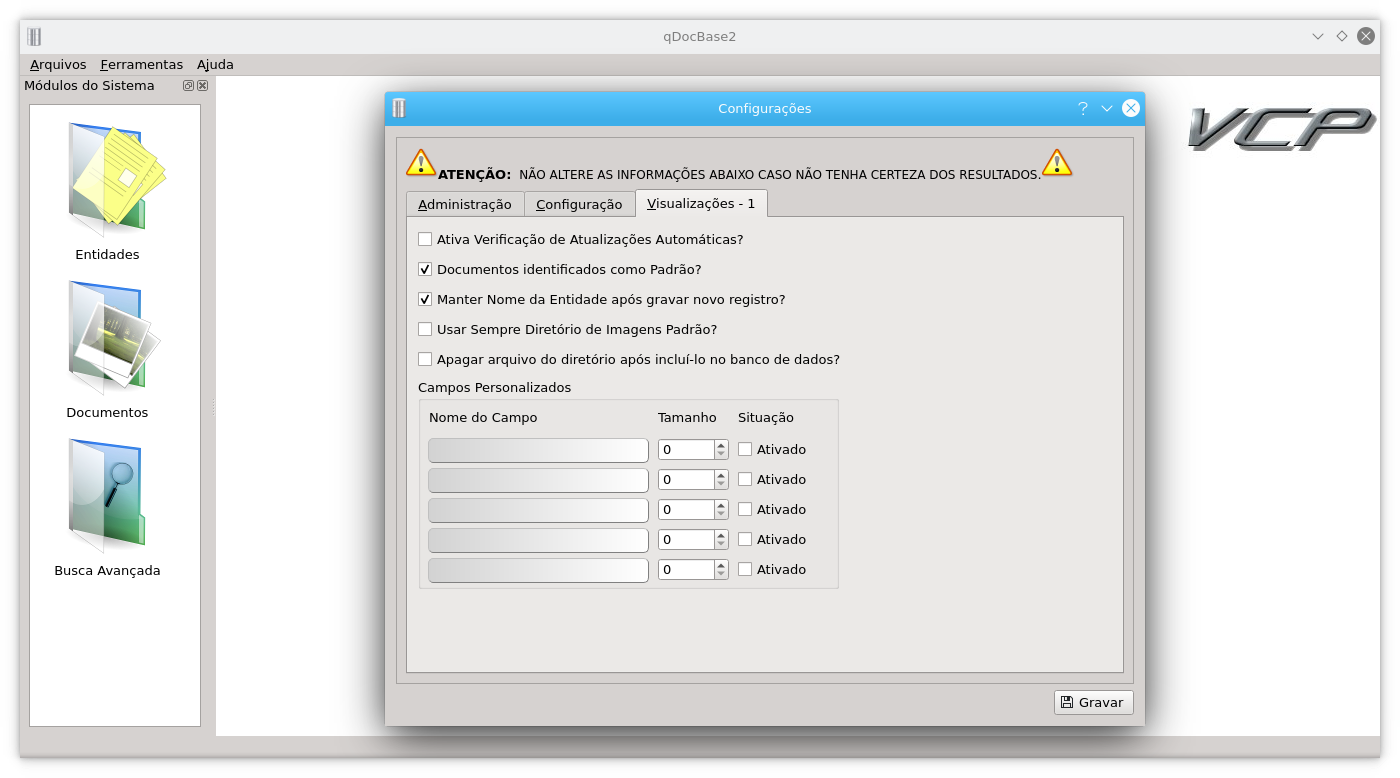 qDocBase2
Arquivos Ferramentas Ajuda
Módulos do Sistema
Entidades
Documentos
Busca Avançada
VCP
Configurações
ATENÇÃO: NÃO ALTERE AS INFORMAÇÕES ABAIXO CASO NÃO TENHA CERTEZA DOS RESULTADOS.
Administração Configuração Visualizações - 1
Ativa Verificação de Atualizações Automáticas?
Documentos identificados como Padrão?
Manter Nome da Entidade após gravar novo registro?
Usar Sempre Diretório de Imagens Padrão?
Apagar arquivo do diretório após incluí-lo no banco de dados?
Campos Personalizados
Nome do Campo Tamanho Situação
0 Ativado
0 Ativado
0 Ativado
0 Ativado
0 Ativado
Gravar